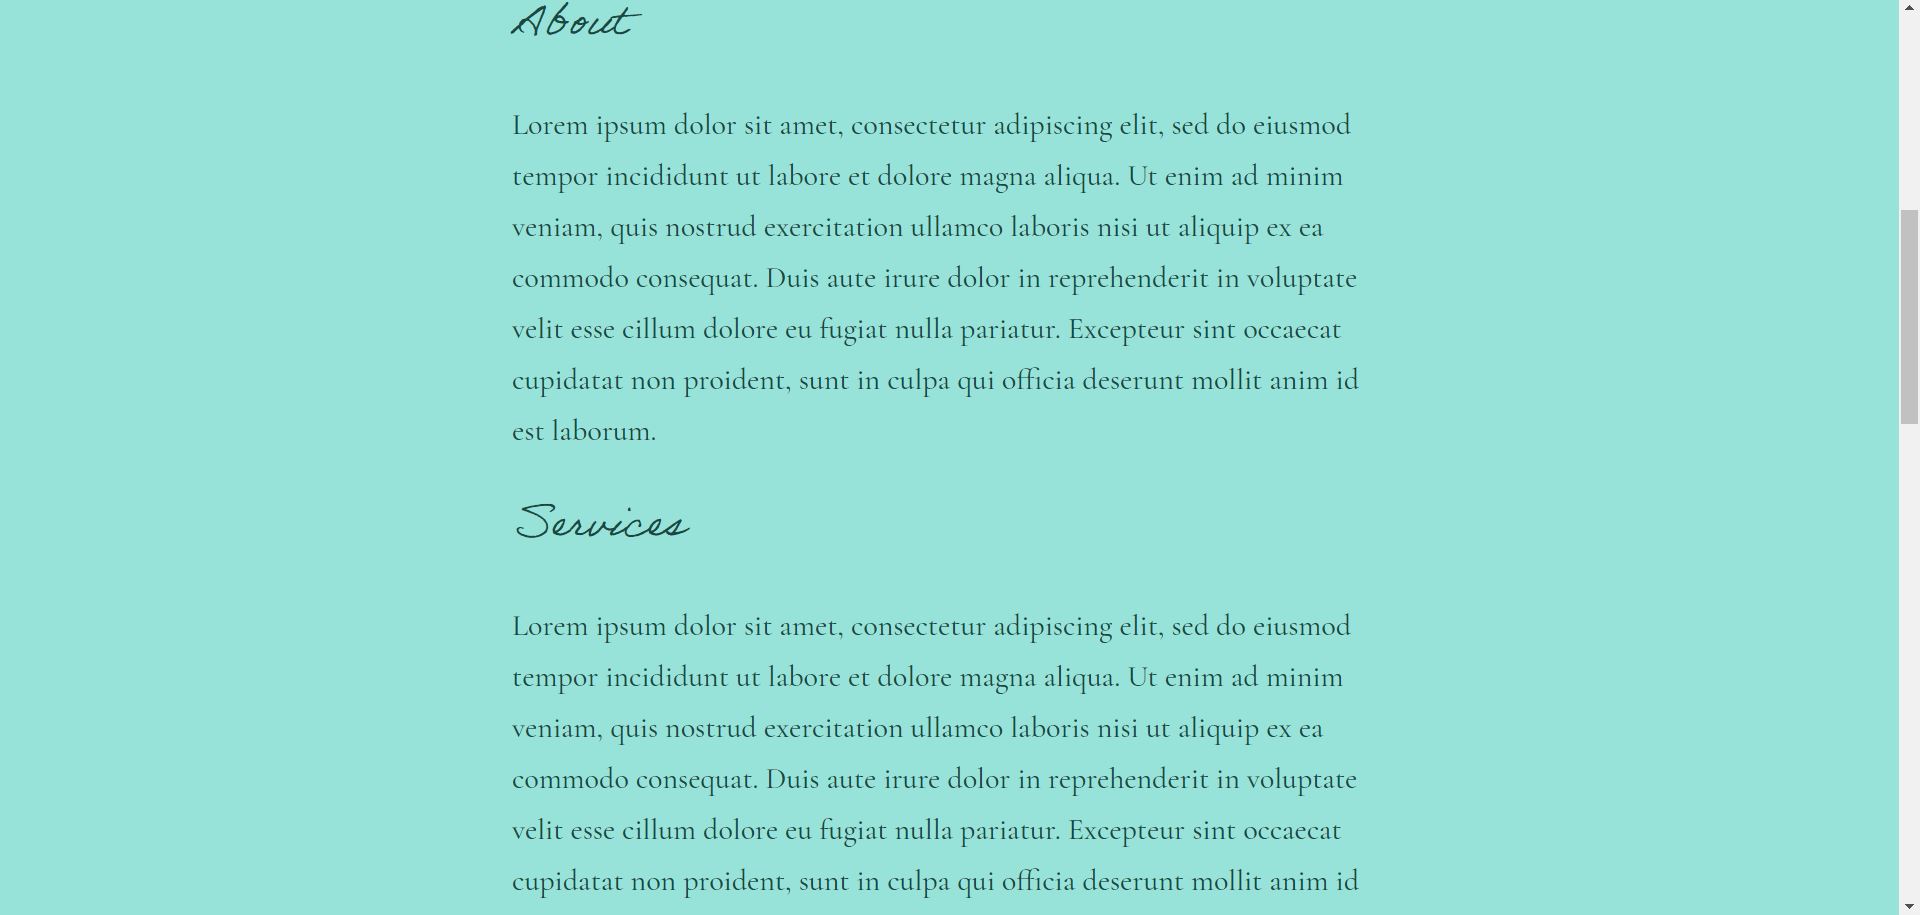 About
Lorem ipsum dolor sit amet, consectetur adipiscing elit, sed do eiusmod
tempor incididunt ut labore et dolore magna aliqua. Ut enim ad minim
veniam, quis nostrud exercitation ullamco laboris nisi ut aliquip ex ea
commodo consequat. Duis aute irure dolor in reprehenderit in voluptate
velit esse cillum dolore eu fugiat nulla pariatur. Excepteur sint occaecat
cupidatat non proident, sunt in culpa qui officia deserunt mollit anim id
est laborum.
Services
Lorem ipsum dolor sit amet, consectetur adipiscing elit, sed do eiusmod
tempor incididunt ut labore et dolore magna aliqua. Ut enim ad minim
veniam, quis nostrud exercitation ullamco laboris nisi ut aliquip ex ea
commodo consequat. Duis aute irure dolor in reprehenderit in voluptate
velit esse cillum dolore eu fugiat nulla pariatur. Excepteur sint occaecat
cupidatat non proident, sunt in culpa qui officia deserunt mollit anim id